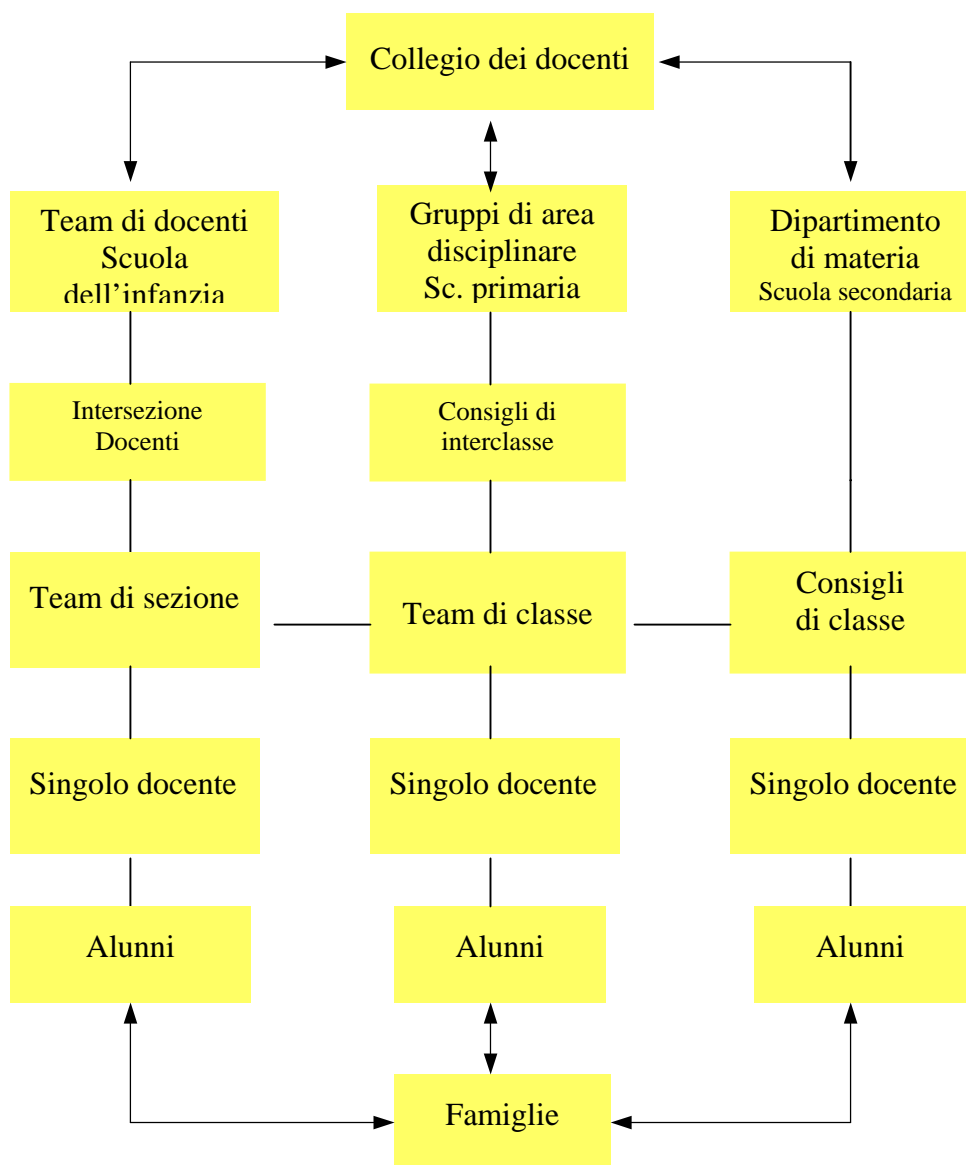 Collegio dei docenti
Team di docenti
Scuola
dell’infanzia
Gruppi di area
disciplinare
Sc. primaria
Dipartimento
di materia
Scuola secondaria
Intersezione
Docenti
Consigli di
interclasse
Team di sezione
Team di classe
Consigli
di classe
Singolo docente
Singolo docente
Singolo docente
Alunni
Alunni
Alunni
Famiglie